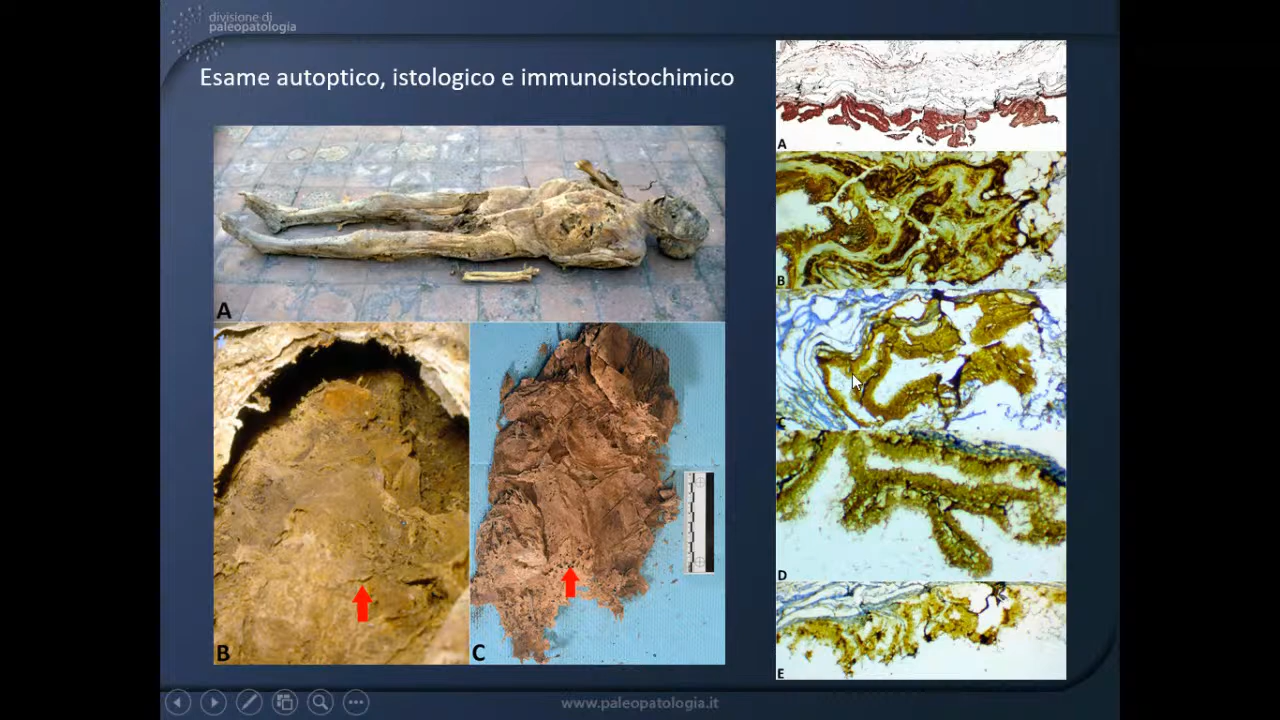 divisione di
paleopatologia
Esame autoptico, istologico e immunoistochimico
A
B
C
A
B
C
D
E
www.paleopatologia.it